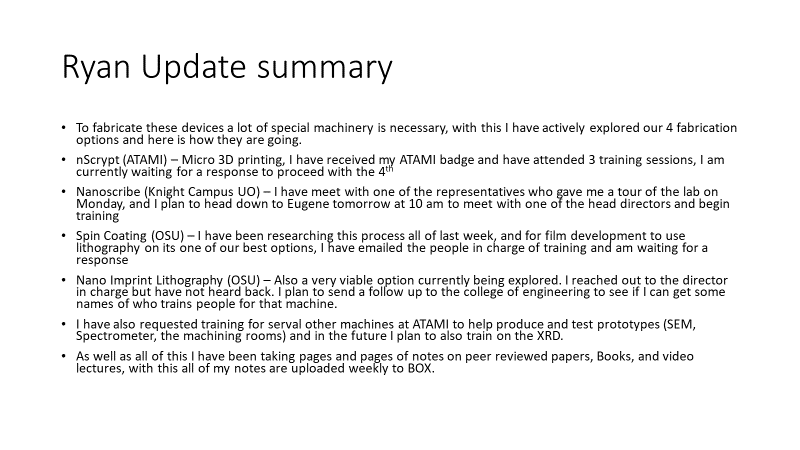 Ryan Update summary
• To fabricate these devices a lot of special machinery is necessary, with this I have actively explored our 4 fabrication
options and here is how they are going.
• nScrypt (ATAMI) – Micro 3D printing, I have received my ATAMI badge and have attended 3 training sessions, I am
currently waiting for a response to proceed with the 4th
• Nanoscribe (Knight Campus UO) – I have meet with one of the representatives who gave me a tour of the lab on
Monday, and I plan to head down to Eugene tomorrow at 10 am to meet with one of the head directors and begin
training
• Spin Coating (OSU) – I have been researching this process all of last week, and for film development to use
lithography on its one of our best options, I have emailed the people in charge of training and am waiting for a
response
• Nano Imprint Lithography (OSU) – Also a very viable option currently being explored. I reached out to the director
in charge but have not heard back. I plan to send a follow up to the college of engineering to see if I can get some
names of who trains people for that machine.
• I have also requested training for serval other machines at ATAMI to help produce and test prototypes (SEM,
Spectrometer, the machining rooms) and in the future I plan to also train on the XRD.
• As well as all of this I have been taking pages and pages of notes on peer reviewed papers, Books, and video
lectures, with this all of my notes are uploaded weekly to BOX.